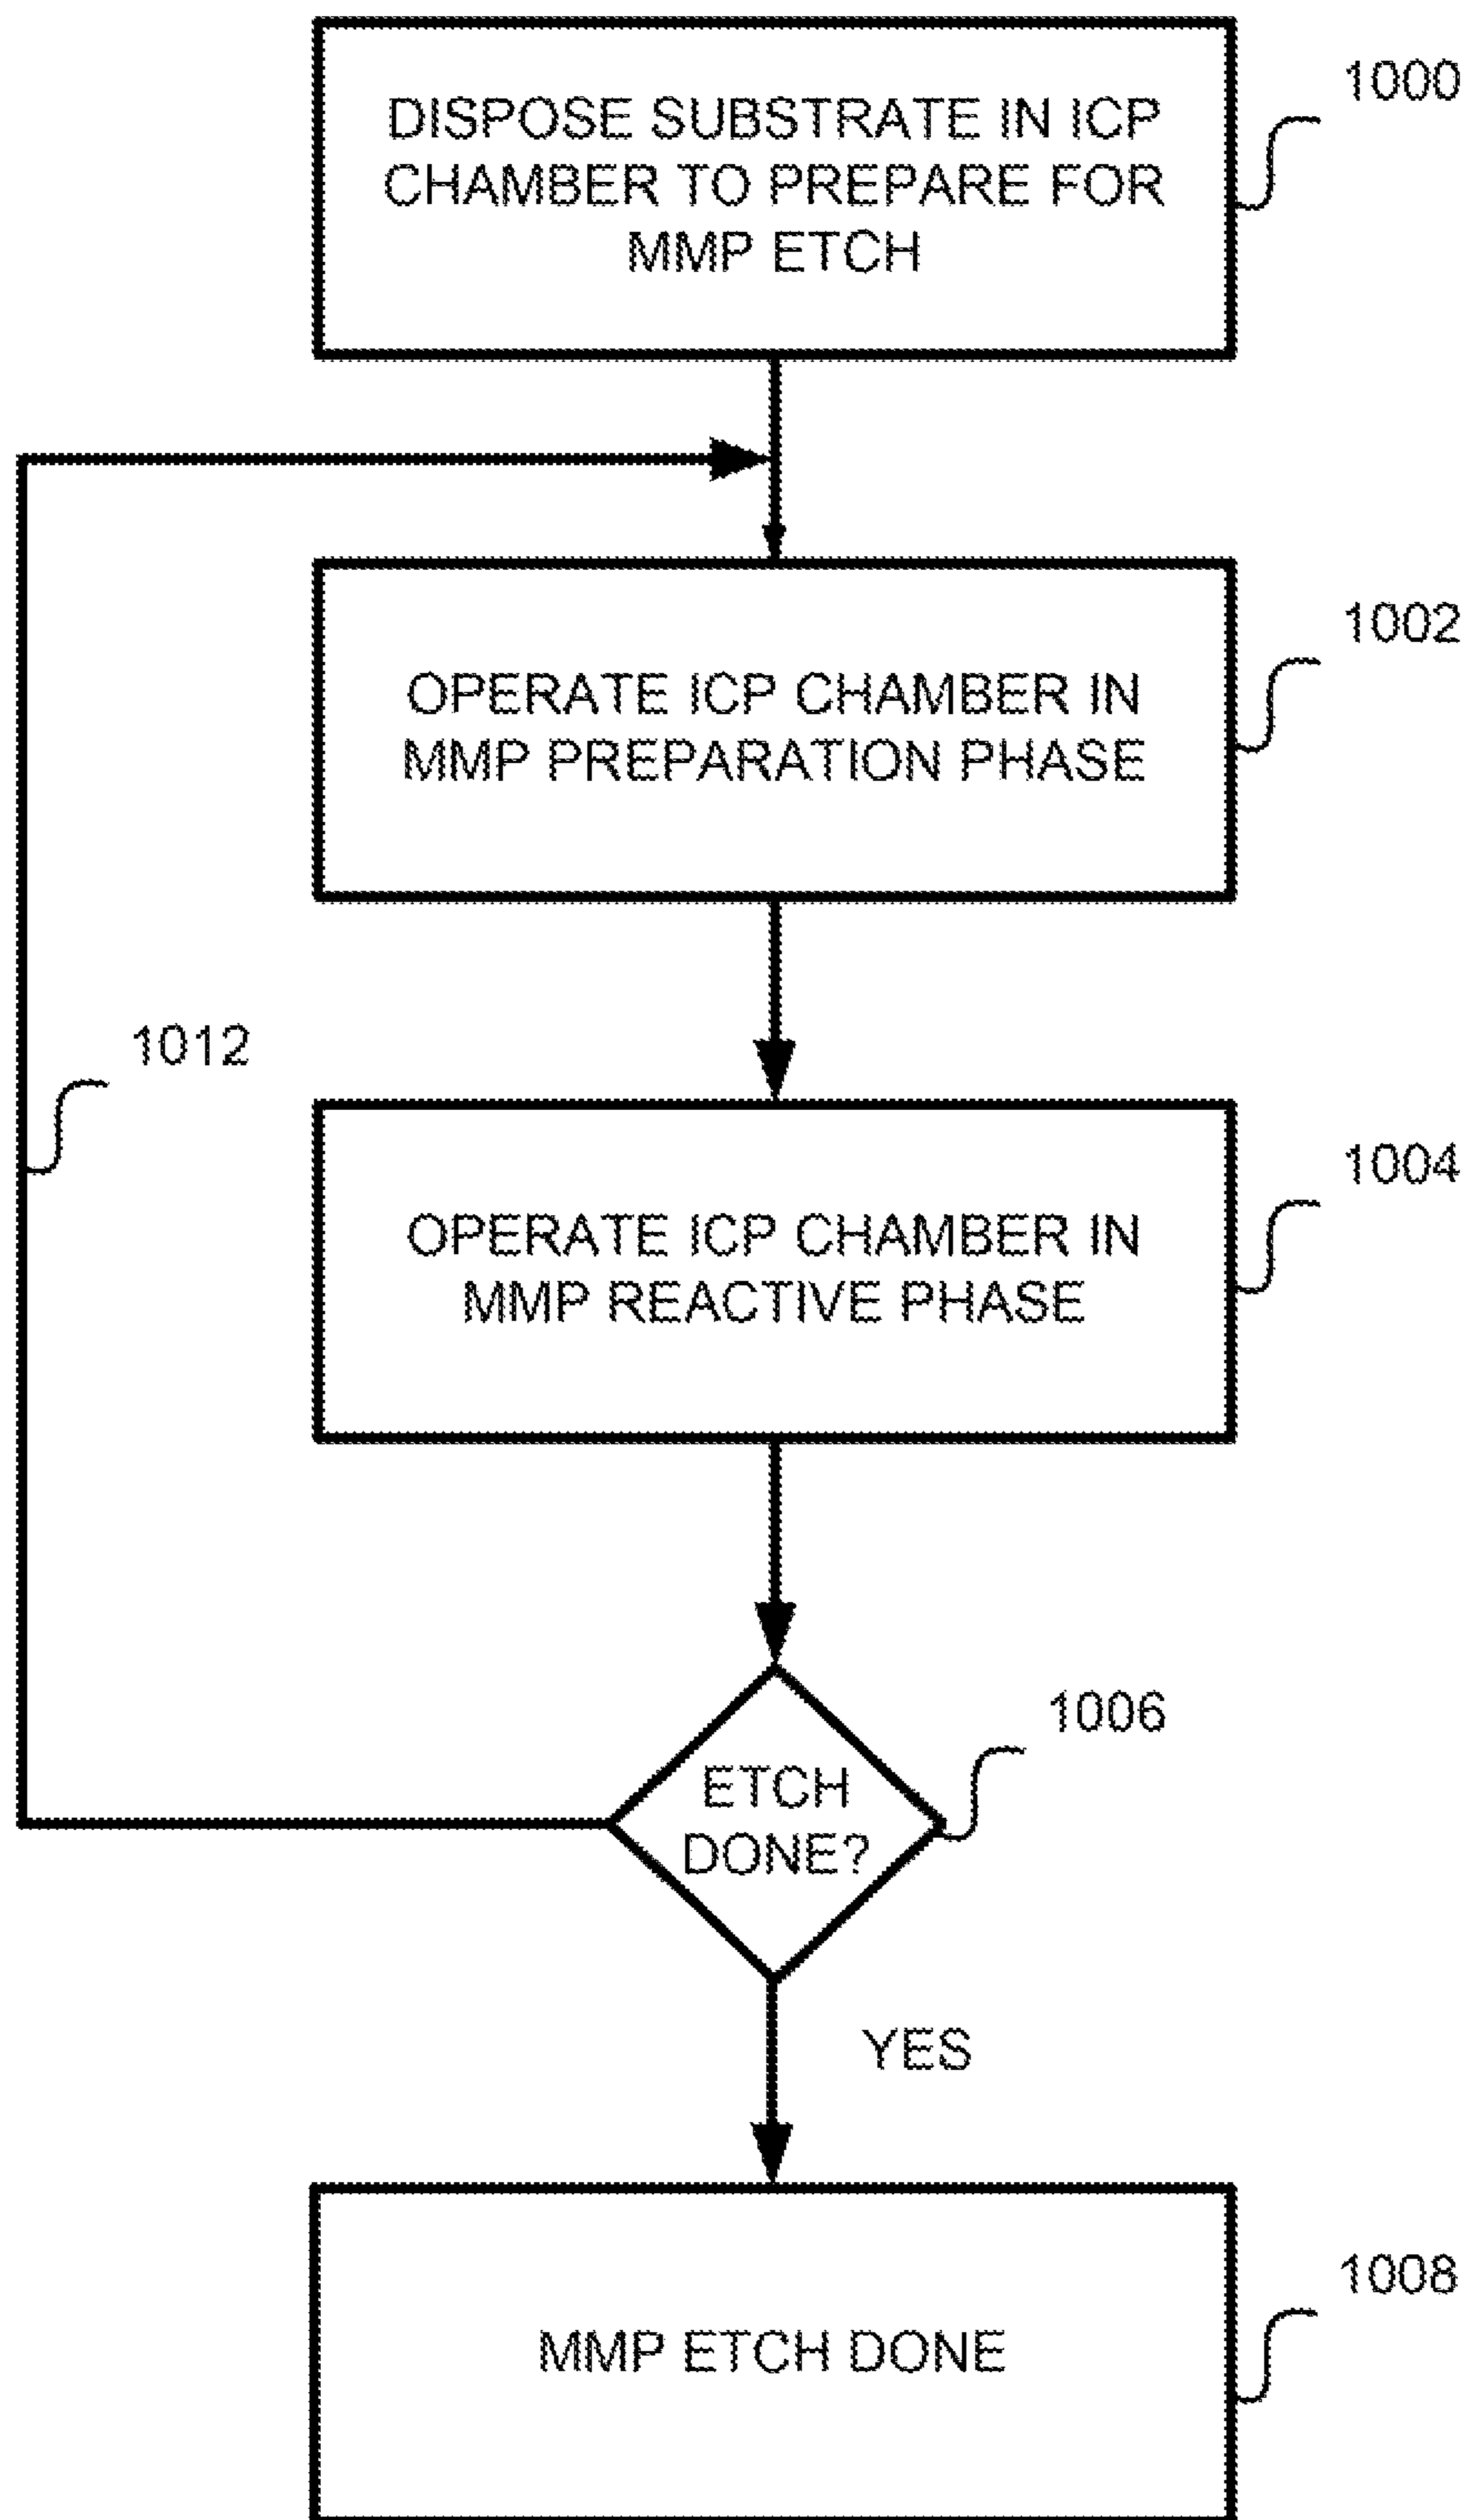 1000
DISPOSE SUBSTRATE IN ICP
CHAMBER TO PREPARE FOR
MMP ETCH
1002
OPERATE ICP CHAMBER IN
MMP PREPARATION PHASE
1012
1004
OPERATE ICP CHAMBER IN
MMP REACTIVE PHASE
1006
ETCH
DONE?
YES
1008
MMP ETCH DONE